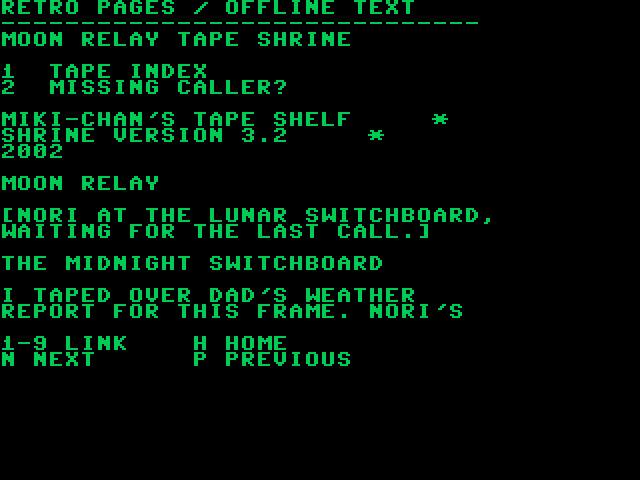 RETRO PAGES / OFFLINE TEXT
------------------------------
MOON RELAY TAPE SHRINE
1  TAPE INDEX
2  MISSING CALLER?
MIKI-CHAN'S TAPE SHELF     *
SHRINE VERSION 3.2     *
2002
MOON RELAY
[NORI AT THE LUNAR SWITCHBOARD,
WAITING FOR THE LAST CALL.]
THE MIDNIGHT SWITCHBOARD
I TAPED OVER DAD'S WEATHER
REPORT FOR THIS FRAME. NORI'S
1-9 LINK    H HOME
N NEXT      P PREVIOUS